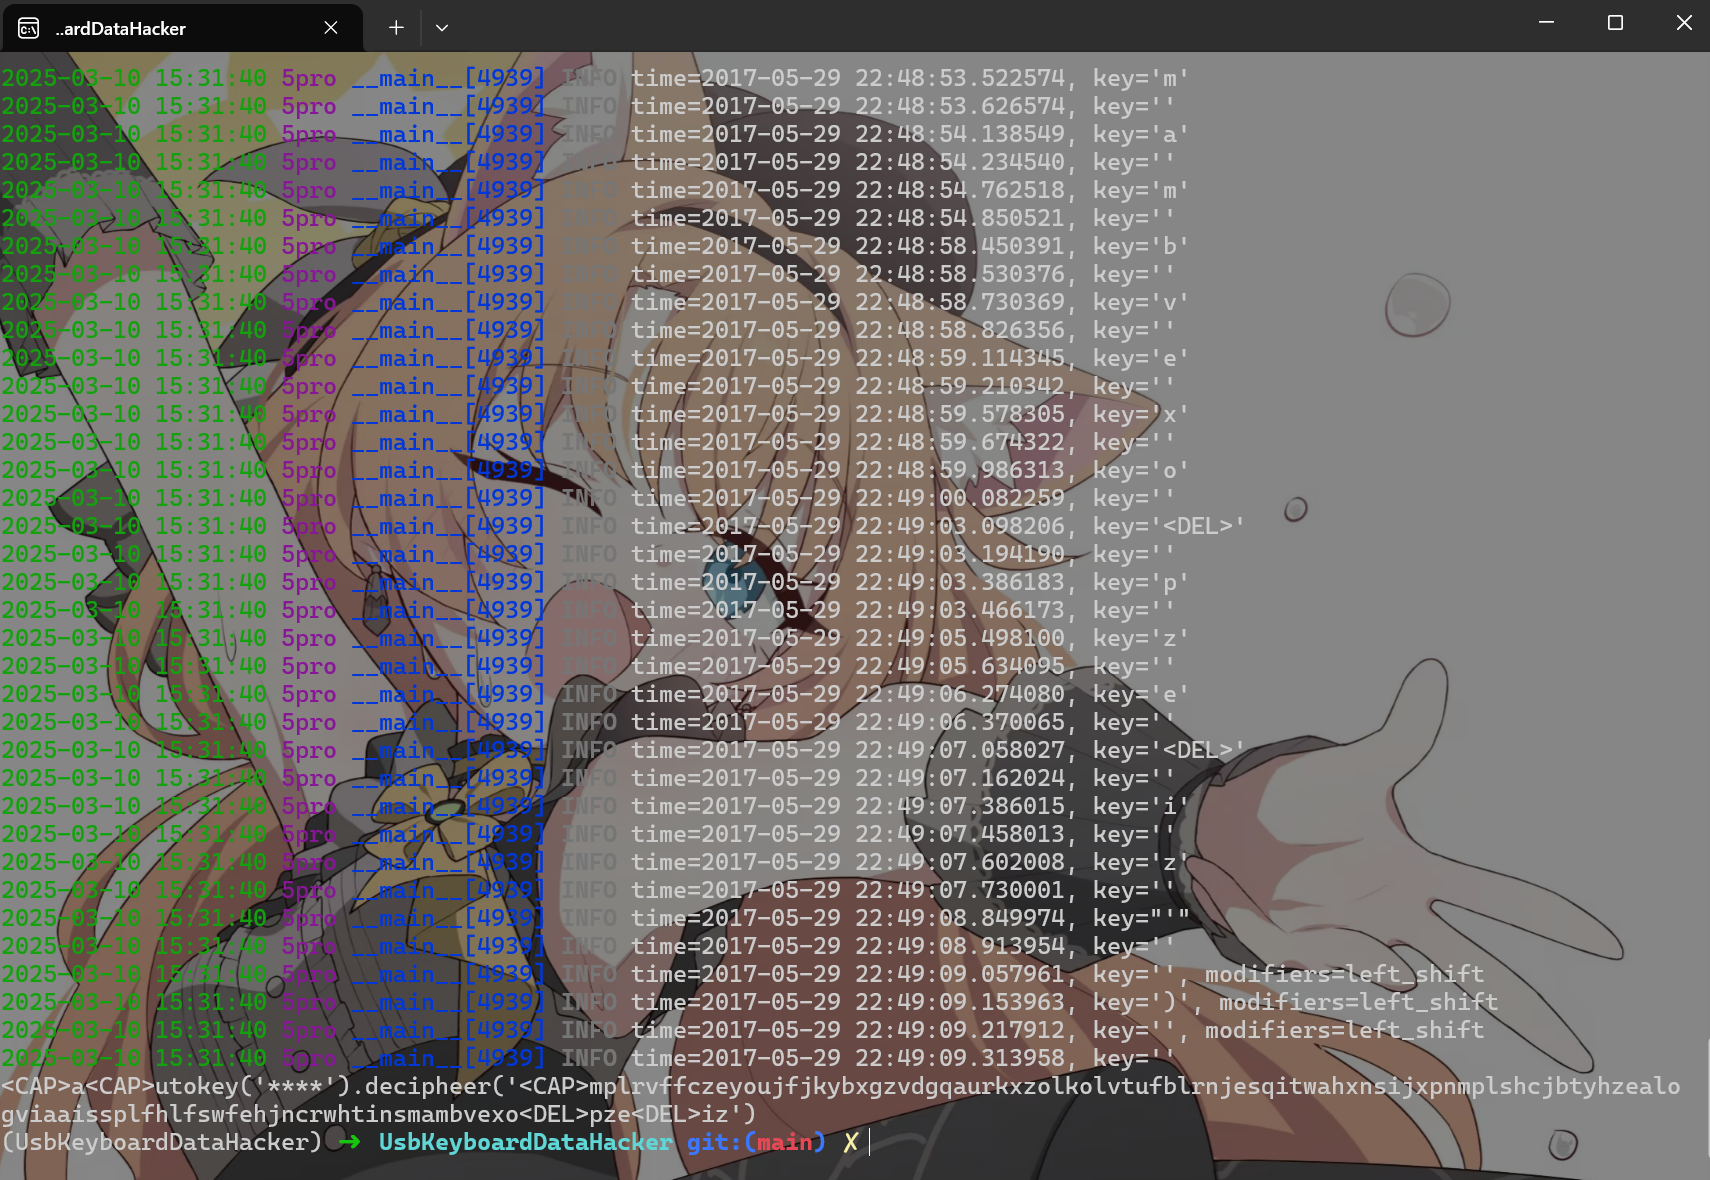 ..ardDataHacker
2025-03-10 15:31:40 5pro __main__[4939] INFO time=2017-05-29 22:48:53.522574, key='m'
2025-03-10 15:31:40 5pro __main__[4939] INFO time=2017-05-29 22:48:53.626574, key=''
2025-03-10 15:31:40 5pro __main__[4939] INFO time=2017-05-29 22:48:54.138549, key='a'
2025-03-10 15:31:40 5pro __main__[4939] INFO time=2017-05-29 22:48:54.234540, key=''
2025-03-10 15:31:40 5pro __main__[4939] INFO time=2017-05-29 22:48:54.762518, key='m'
2025-03-10 15:31:40 5pro __main__[4939] INFO time=2017-05-29 22:48:54.850521, key=''
2025-03-10 15:31:40 5pro __main__[4939] INFO time=2017-05-29 22:48:58.450391, key='b'
2025-03-10 15:31:40 5pro __main__[4939] INFO time=2017-05-29 22:48:58.530376, key=''
2025-03-10 15:31:40 5pro __main__[4939] INFO time=2017-05-29 22:48:58.730369, key='v'
2025-03-10 15:31:40 5pro __main__[4939] INFO time=2017-05-29 22:48:58.826356, key=''
2025-03-10 15:31:40 5pro __main__[4939] INFO time=2017-05-29 22:48:59.114345, key='e'
2025-03-10 15:31:40 5pro __main__[4939] INFO time=2017-05-29 22:48:59.210342, key=''
2025-03-10 15:31:40 5pro __main__[4939] INFO time=2017-05-29 22:48:59.578305, key='x'
2025-03-10 15:31:40 5pro __main__[4939] INFO time=2017-05-29 22:48:59.674322, key=''
2025-03-10 15:31:40 5pro __main__[4939] INFO time=2017-05-29 22:48:59.986313, key='o'
2025-03-10 15:31:40 5pro __main__[4939] INFO time=2017-05-29 22:49:00.082259, key=''
2025-03-10 15:31:40 5pro __main__[4939] INFO time=2017-05-29 22:49:03.098206, key='<DEL>'
2025-03-10 15:31:40 5pro __main__[4939] INFO time=2017-05-29 22:49:03.194190, key=''
2025-03-10 15:31:40 5pro __main__[4939] INFO time=2017-05-29 22:49:03.386183, key='p'
2025-03-10 15:31:40 5pro __main__[4939] INFO time=2017-05-29 22:49:03.466173, key=''
2025-03-10 15:31:40 5pro __main__[4939] INFO time=2017-05-29 22:49:05.498100, key='z'
2025-03-10 15:31:40 5pro __main__[4939] INFO time=2017-05-29 22:49:05.634095, key=''
2025-03-10 15:31:40 5pro __main__[4939] INFO time=2017-05-29 22:49:06.274080, key='e'
2025-03-10 15:31:40 5pro __main__[4939] INFO time=2017-05-29 22:49:06.370065, key=''
2025-03-10 15:31:40 5pro __main__[4939] INFO time=2017-05-29 22:49:07.058027, key='<DEL>'
2025-03-10 15:31:40 5pro __main__[4939] INFO time=2017-05-29 22:49:07.162024, key=''
2025-03-10 15:31:40 5pro __main__[4939] INFO time=2017-05-29 22:49:07.386015, key='i'
2025-03-10 15:31:40 5pro __main__[4939] INFO time=2017-05-29 22:49:07.458013, key=''
2025-03-10 15:31:40 5pro __main__[4939] INFO time=2017-05-29 22:49:07.602008, key='z'
2025-03-10 15:31:40 5pro __main__[4939] INFO time=2017-05-29 22:49:07.730001, key=''
2025-03-10 15:31:40 5pro __main__[4939] INFO time=2017-05-29 22:49:08.849974, key="'"
2025-03-10 15:31:40 5pro __main__[4939] INFO time=2017-05-29 22:49:08.913954, key=''
2025-03-10 15:31:40 5pro __main__[4939] INFO time=2017-05-29 22:49:09.057961, key='', modifiers=left_shift
2025-03-10 15:31:40 5pro __main__[4939] INFO time=2017-05-29 22:49:09.153963, key=')', modifiers=left_shift
2025-03-10 15:31:40 5pro __main__[4939] INFO time=2017-05-29 22:49:09.217912, key='', modifiers=left_shift
2025-03-10 15:31:40 5pro __main__[4939] INFO time=2017-05-29 22:49:09.313958, key=''
<CAP>a<CAP>utokey('****').decipheer('<CAP>mplrvffczeyoujfjkybxgzvdgqaurkxzolkolvtufblrnjesqitwahxnsijxpnmplshcjbtyhzealo
gviaaissplfhlfswfehjncrwhtinsmambvexo<DEL>pze<DEL>iz')
(UsbKeyboardDataHacker) ➜ UsbKeyboardDataHacker git:(main) ✗